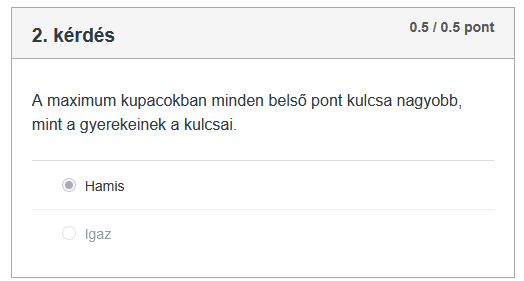 2. kérdés
0.5 / 0.5 pont
A maximum kupacokban minden belső pont kulcsa nagyobb,
mint a gyerekeinek a kulcsai.
Hamis
Igaz